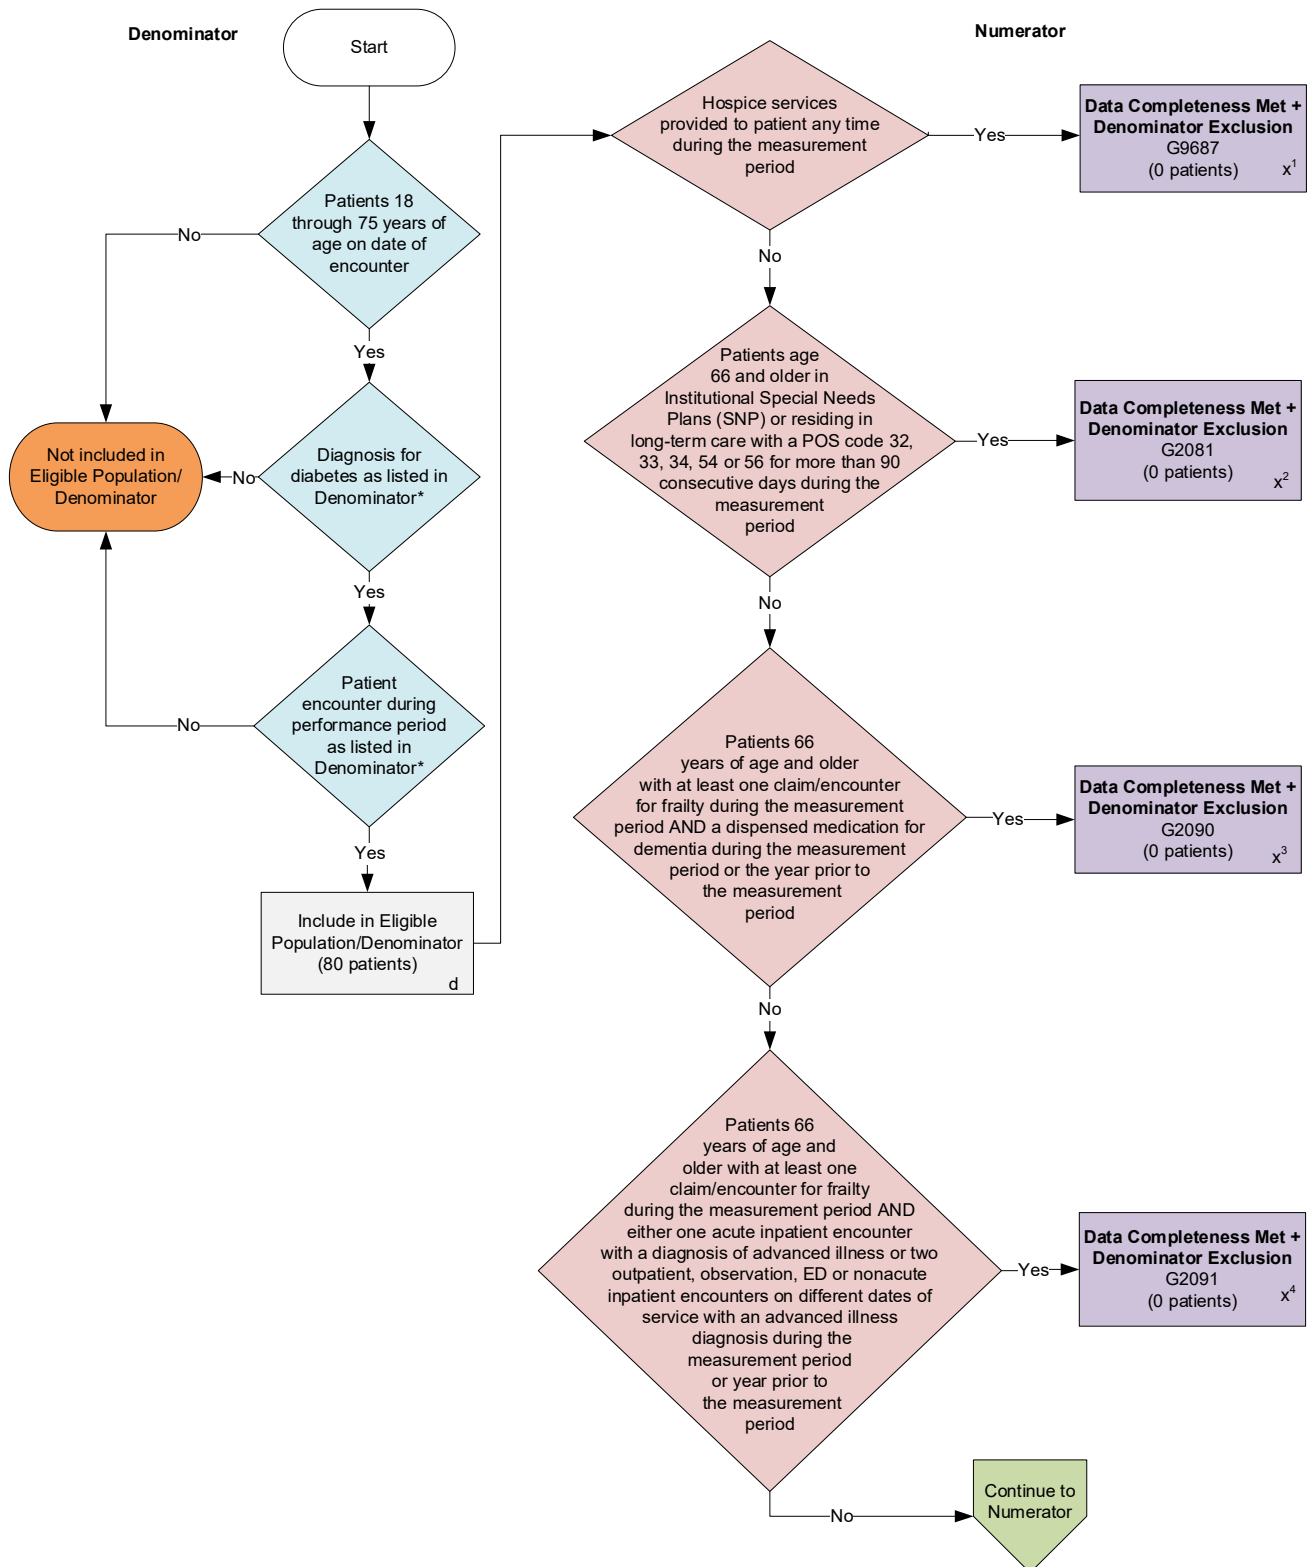 Denominator
Start
Patients 18
through 75 years of
age on date of
encounter
No
Yes
Not included in
Eligible Population/
Denominator
No
Diagnosis for
diabetes as listed in
Denominator*
Yes
Patient
encounter during
performance period
as listed in
Denominator*
No
Yes
Include in Eligible
Population/Denominator
(80 patients)
d
Numerator
Hospice services
provided to patient any time
during the measurement
period
Yes
Data Completeness Met +
Denominator Exclusion
G9687
(0 patients)
x¹
No
Patients age
66 and older in
Institutional Special Needs
Plans (SNP) or residing in
long-term care with a POS code 32,
33, 34, 54 or 56 for more than 90
consecutive days during the
measurement
period
Yes
Data Completeness Met +
Denominator Exclusion
G2081
(0 patients)
x²
No
Patients 66
years of age and older
with at least one claim/encounter
for frailty during the measurement
period AND a dispensed medication for
dementia during the measurement
period or the year prior to
the measurement
period
Yes
Data Completeness Met +
Denominator Exclusion
G2090
(0 patients)
x³
No
Patients 66
years of age and
older with at least one
claim/encounter for frailty
during the measurement period AND
either one acute inpatient encounter
with a diagnosis of advanced illness or two
outpatient, observation, ED or nonacute
inpatient encounters on different dates of
service with an advanced illness
diagnosis during the
measurement period
or year prior to
the measurement
period
Yes
Data Completeness Met +
Denominator Exclusion
G2091
(0 patients)
x⁴
No
Continue to
Numerator